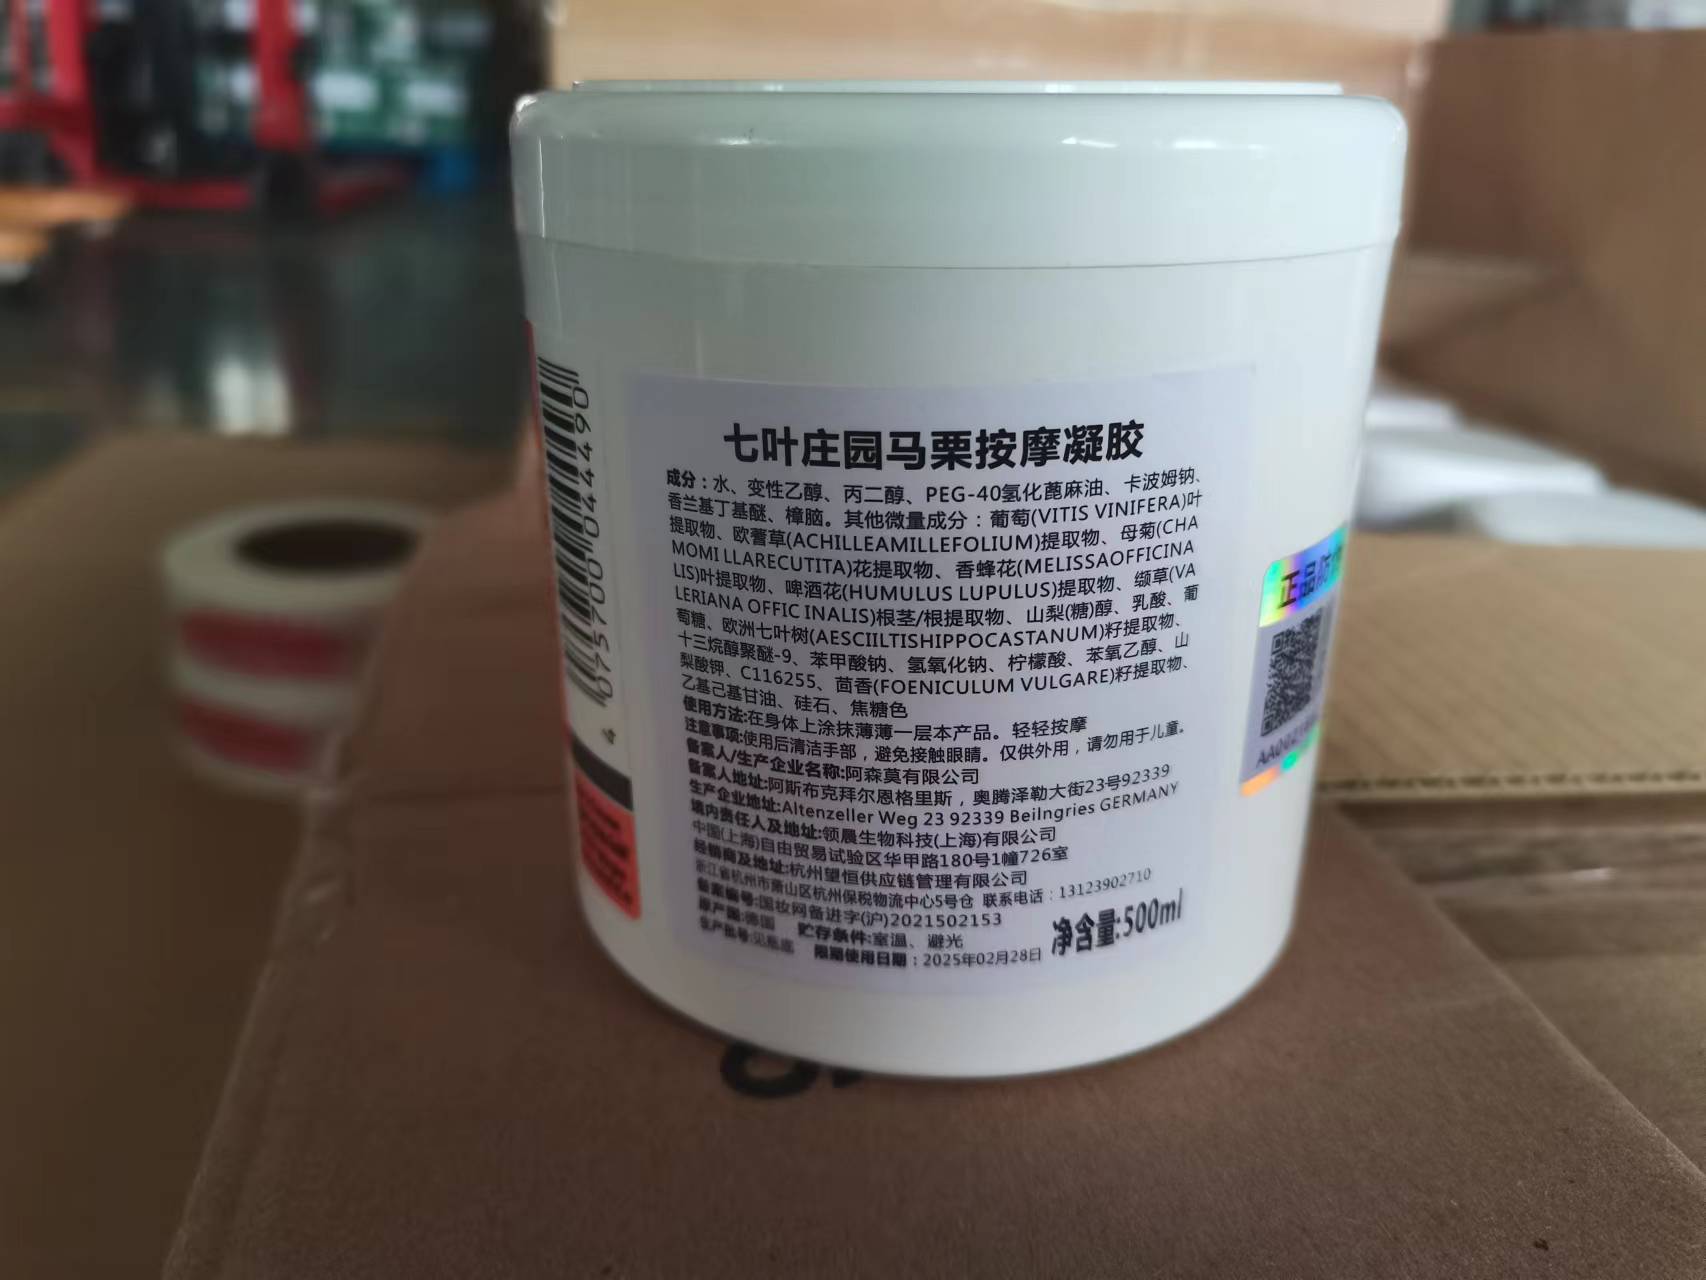 七叶庄园马栗按摩凝胶
成分：水、变性乙醇、丙二醇、PEG-40氢化蓖麻油、卡波姆钠、
香兰基丁基醚、樟脑。其他微量成分：葡萄(VITIS VINIFERA)叶
提取物、欧蓍草(ACHILLEAMILLEFOLIUM)提取物、母菊(CHA
MOMI LLARECUTITA)花提取物、香蜂花(MELISSAOFFICINA
LIS)叶提取物、啤酒花(HUMULUS LUPULUS)提取物、缬草(VA
LERIANA OFFIC INALIS)根茎/根提取物、山梨(糖)醇、乳酸、葡
萄糖、欧洲七叶树(AESCIILTISHIPPOCASTANUM)籽提取物、
十三烷醇聚醚-9、苯甲酸钠、氢氧化钠、柠檬酸、苯氧乙醇、山
梨酸钾、C116255、茴香(FOENICULUM VULGARE)籽提取物、
乙基己基甘油、硅石、焦糖色
使用方法:在身体上涂抹薄薄一层本产品。轻轻按摩
注意事项:使用后清洁手部，避免接触眼睛。仅供外用，请勿用于儿童。
备案人/生产企业名称:阿森莫有限公司
备案人地址:阿斯布克拜尔恩格里斯，奥腾泽勒大街23号92339
生产企业地址:Altenzeller Weg 23 92339 Beilngries GERMANY
境内责任人及地址:领晨生物科技(上海)有限公司
中国(上海)自由贸易试验区华甲路180号1幢726室
经销商及地址:杭州望恒供应链管理有限公司
浙江省杭州市萧山区杭州保税物流中心5号仓 联系电话：13123902710
备案编号:国妆网备进字(沪)2021502153
原产国:德国 贮存条件:室温、避光
生产批号:见瓶底 限期使用日期：2025年02月28日
净含量:500ml
4 075700 044490
正品防